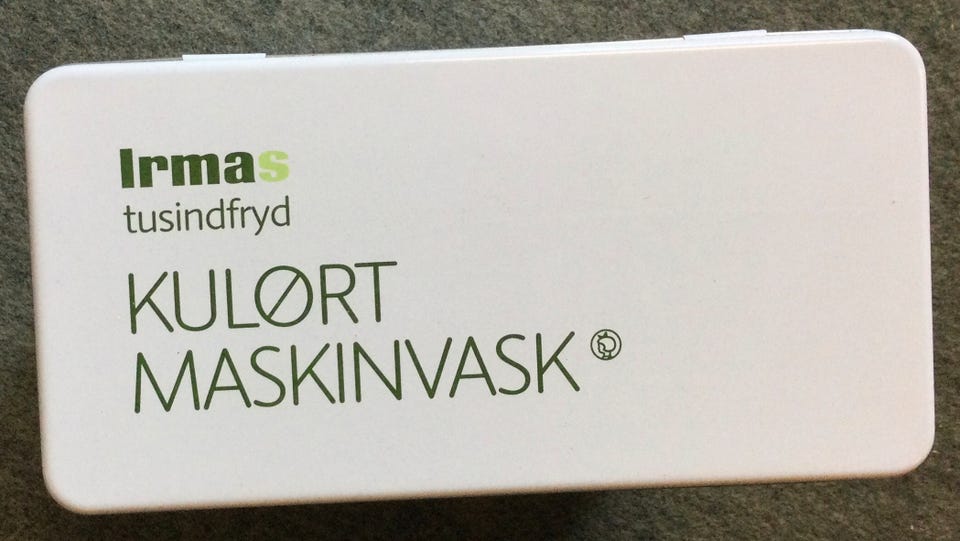 Irmas
tusindfryd
KULØRT
MASKINVASK